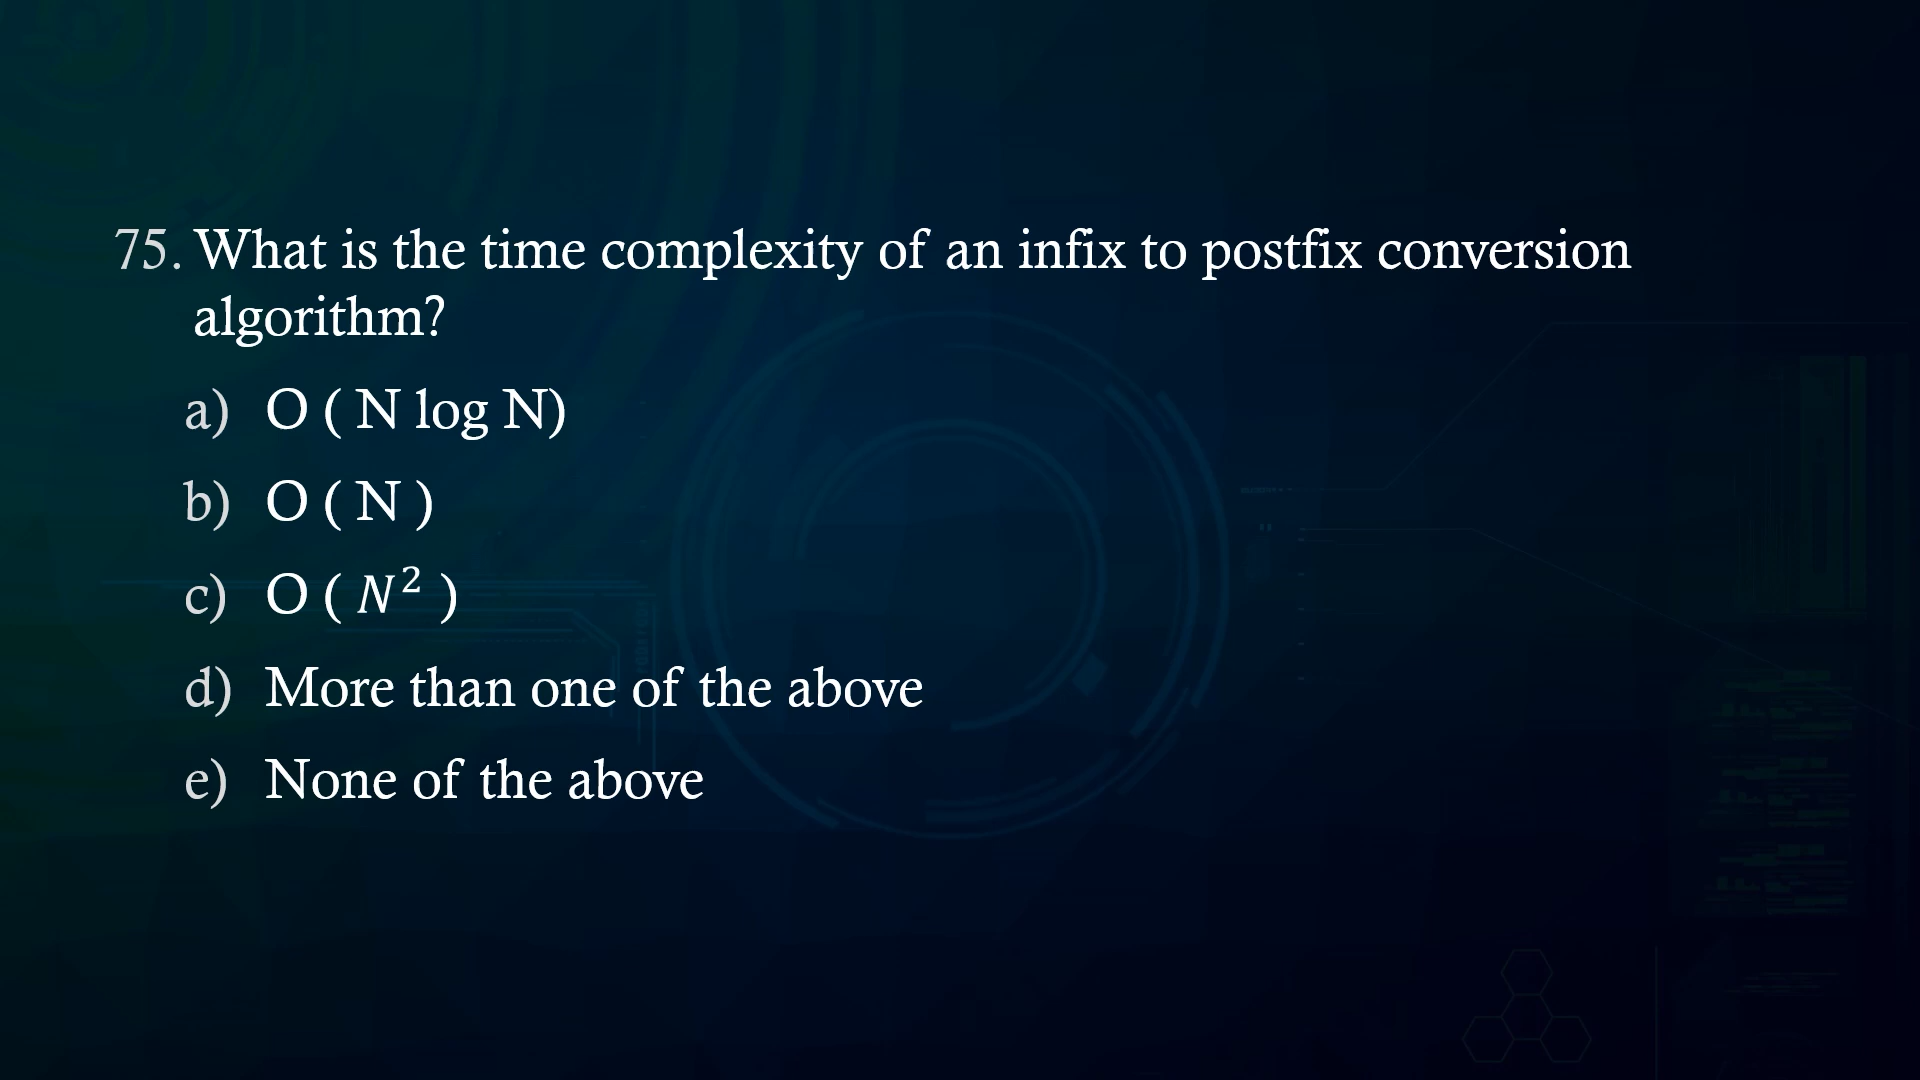 75. What is the time complexity of an infix to postfix conversion
algorithm?
a) O ( N log N)
b) O ( N )
c) O ( 𝑁² )
d) More than one of the above
e) None of the above